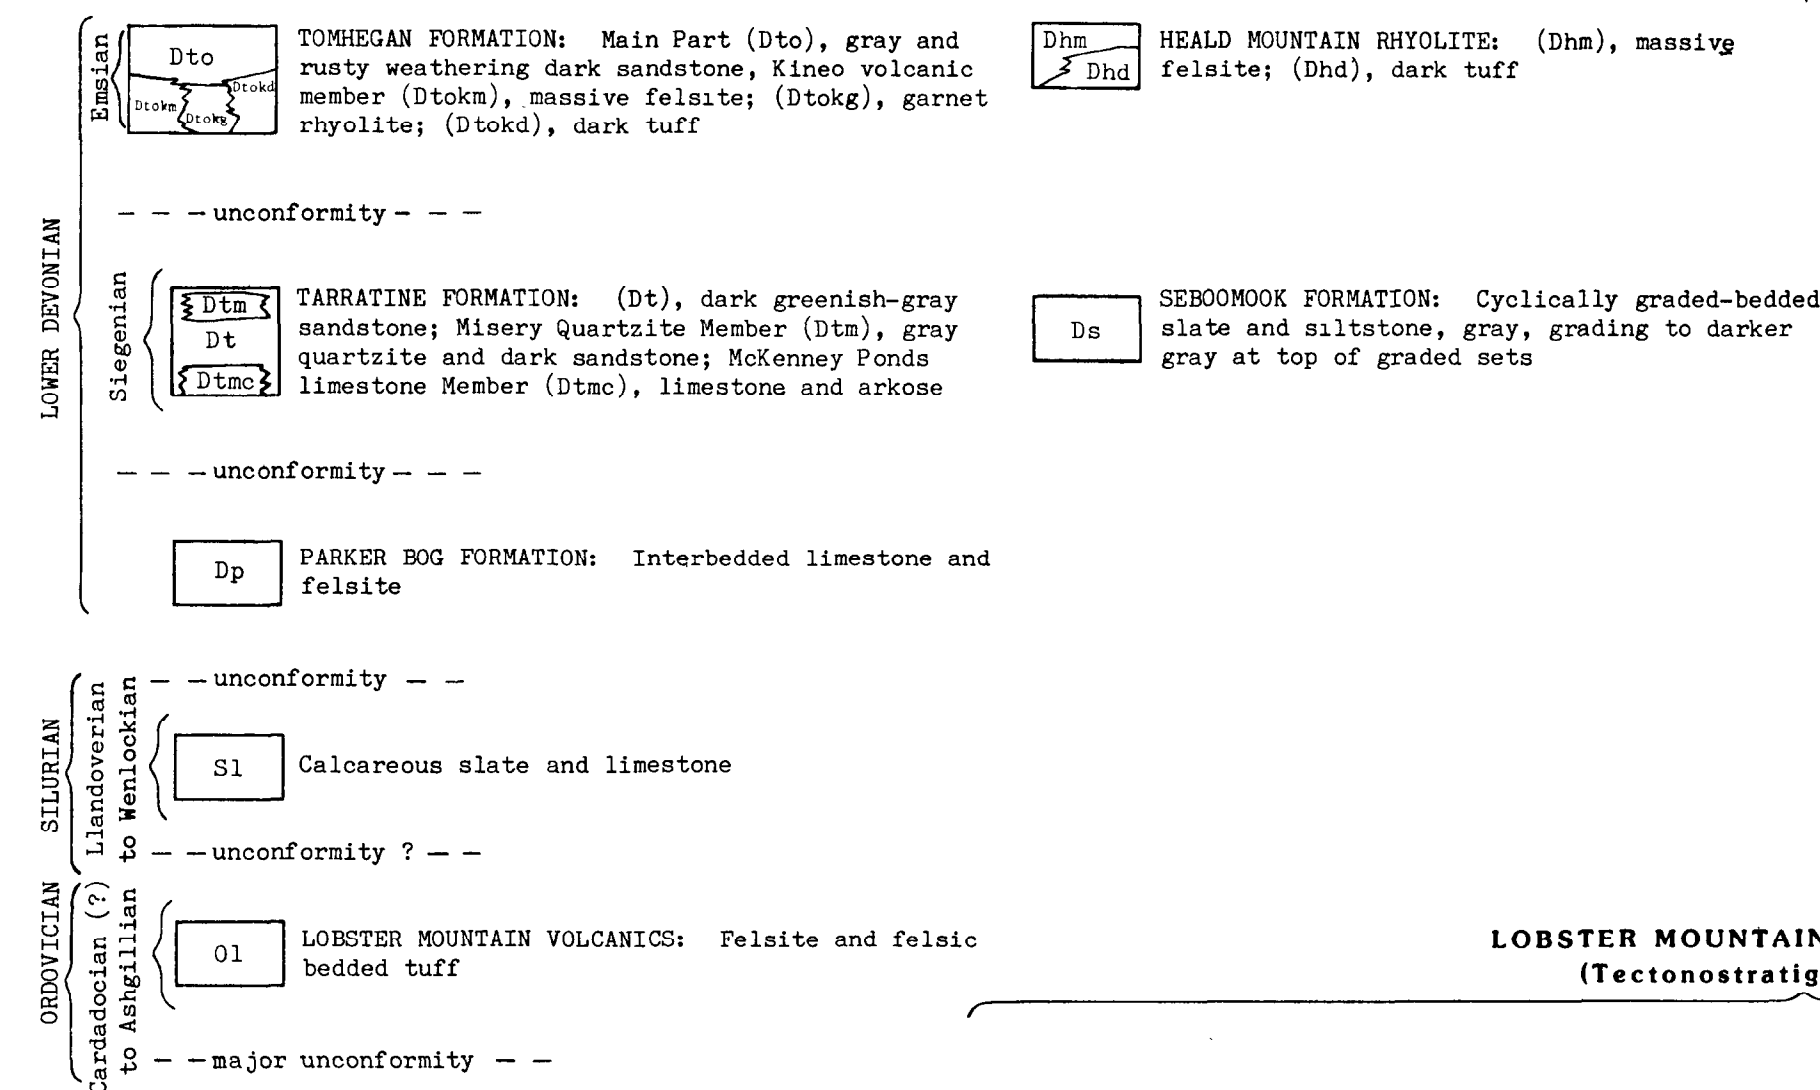 LOWER DEVONIAN
Emsian
Dto
Dtokm
Dtokg
Dtokd
TOMHEGAN FORMATION: Main Part (Dto), gray and
rusty weathering dark sandstone, Kineo volcanic
member (Dtokm), massive felsite; (Dtokg), garnet
rhyolite; (Dtokd), dark tuff
Dhm
Dhd
HEALD MOUNTAIN RHYOLITE: (Dhm), massive
felsite; (Dhd), dark tuff
— — — unconformity — — —
Siegenian
Dtm
Dt
Dtmc
TARRATINE FORMATION: (Dt), dark greenish-gray
sandstone; Misery Quartzite Member (Dtm), gray
quartzite and dark sandstone; McKenney Ponds
limestone Member (Dtmc), limestone and arkose
Ds
SEBOOMOOK FORMATION: Cyclically graded-bedded
slate and siltstone, gray, grading to darker
gray at top of graded sets
— — — unconformity — — —
Dp
PARKER BOG FORMATION: Interbedded limestone and
felsite
— — unconformity — —
SILURIAN
Llandoverian
to Wenlockian
Sl
Calcareous slate and limestone
— — unconformity ? — —
ORDOVICIAN
Cardadocian (?)
to Ashgillian
Ol
LOBSTER MOUNTAIN VOLCANICS: Felsite and felsic
bedded tuff
LOBSTER MOUNTAIN
(Tectonostratig
— — major unconformity — —